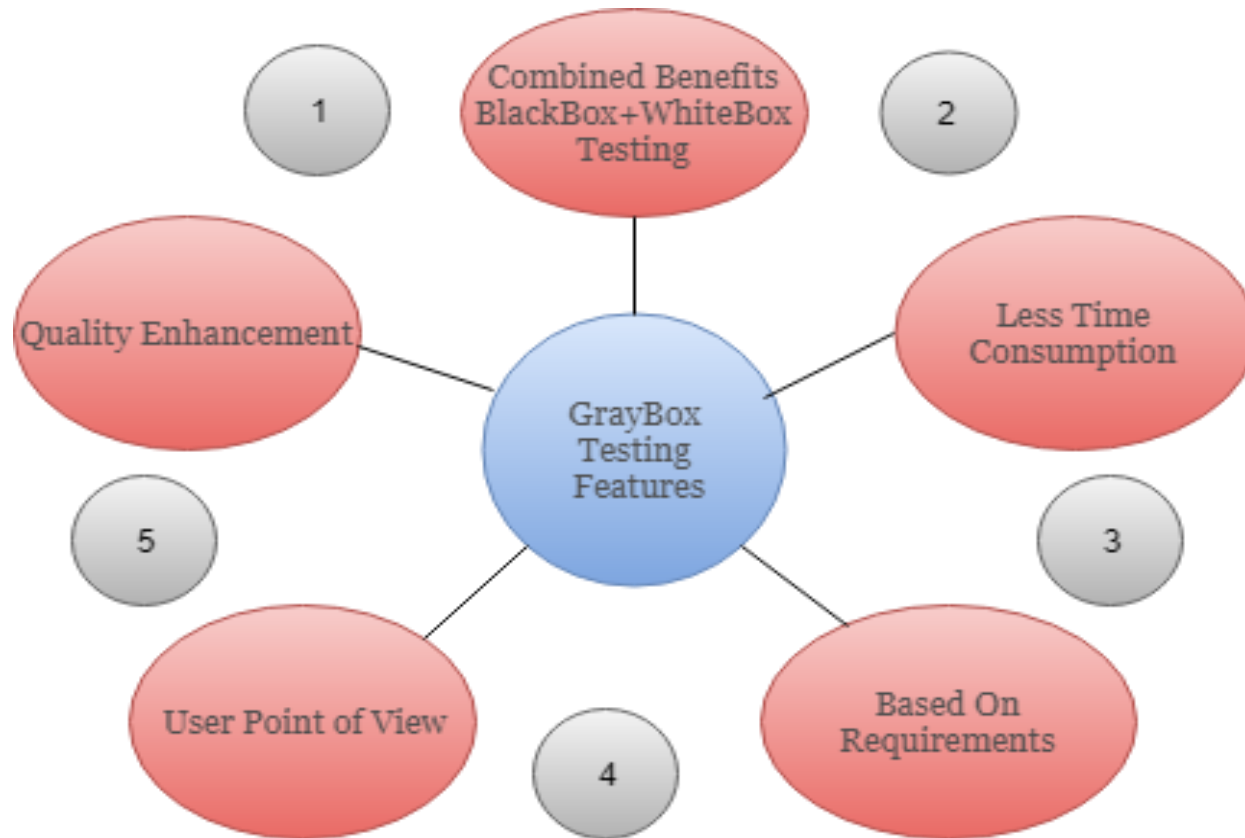 1
Combined Benefits
BlackBox+WhiteBox
Testing
2
Quality Enhancement
Less Time
Consumption
GrayBox
Testing
Features
5
3
User Point of View
Based On
Requirements
4